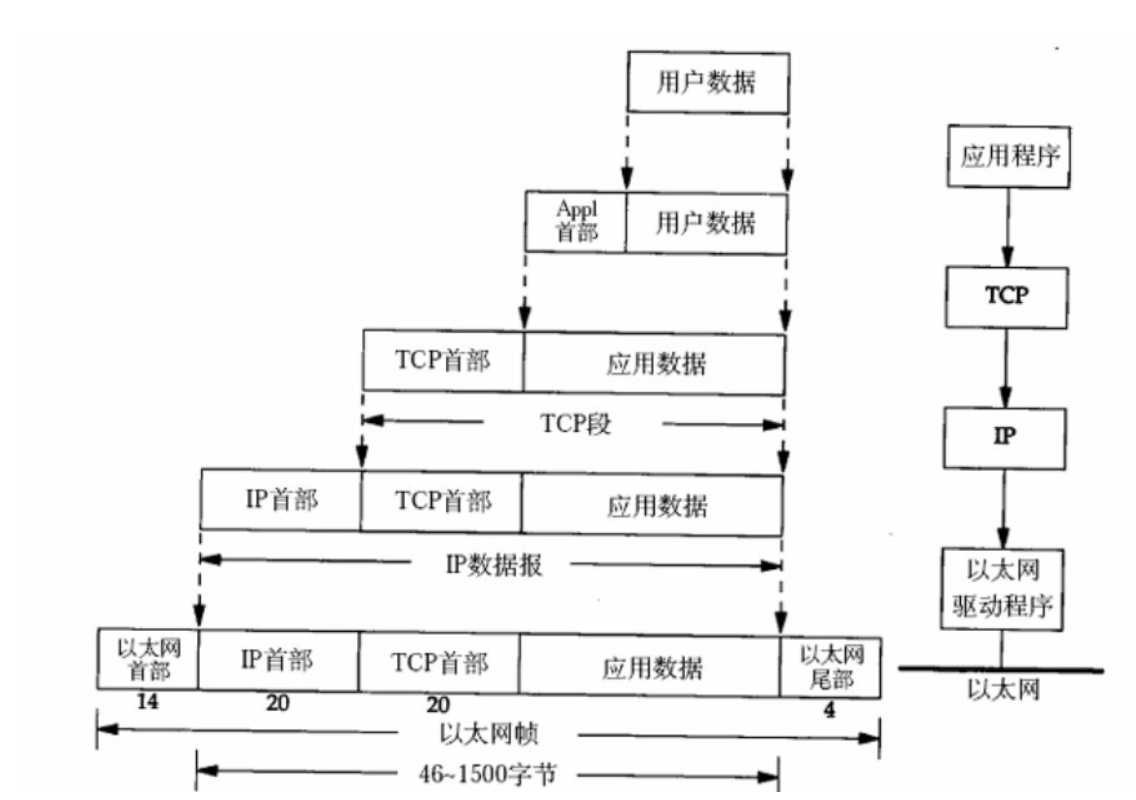 用户数据
应用程序
Appl
首部
用户数据
TCP
TCP首部
应用数据
TCP段
IP
IP首部
TCP首部
应用数据
IP数据报
以太网
驱动程序
以太网
首部
IP首部
TCP首部
应用数据
以太网
尾部
以太网
14
20
20
4
以太网帧
46~1500字节